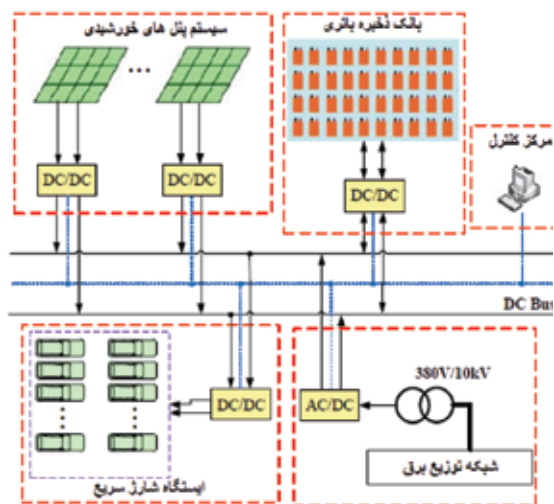 سیستم پنل های خورشیدی
...
DC/DC
DC/DC
بانک ذخیره باتری
DC/DC
مرکز کنترل
DC Bus
DC/DC
ایستگاه شارژ سریع
AC/DC
380V/10kV
شبکه توزیع برق